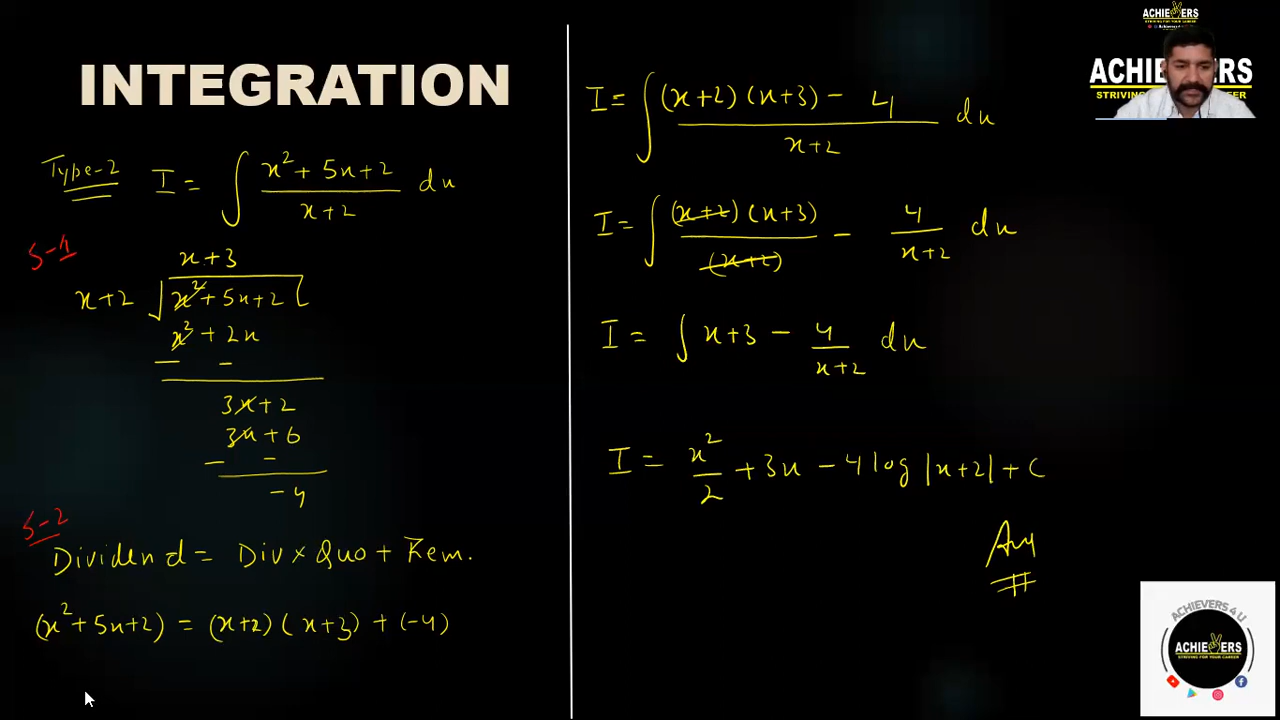 INTEGRATION
Type-2 I = ∫ x² + 5x + 2 / x+2 dx
S-1
x+3
x+2 √ x² + 5x + 2
x² + 2x
− −
3x + 2
3x + 6
− −
−4
S-2
Dividend = Div × Quo + Rem.
(x² + 5x + 2) = (x+2) (x+3) + (-4)
I = ∫ (x+2) (x+3) − 4 / x+2 dx
I = ∫ (x+2) (x+3) / (x+2) − 4 / x+2 dx
I = ∫ x+3 − 4 / x+2 dx
I = x² / 2 + 3x − 4 log |x+2| + C
Ans
ACHIEVERS
STRIVING FOR YOUR CAREER
ACHIEVERS 4 U
ACHIEVERS
STRIVING FOR YOUR CAREER